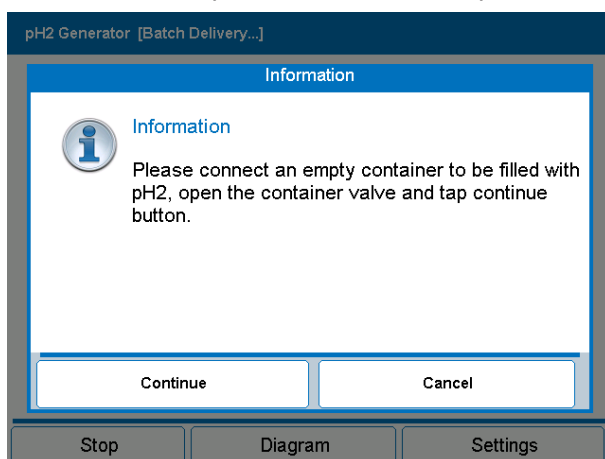 pH2 Generator [Batch Delivery...]
Information
Information
Please connect an empty container to be filled with
pH2, open the container valve and tap continue
button.
Continue
Cancel
Stop
Diagram
Settings